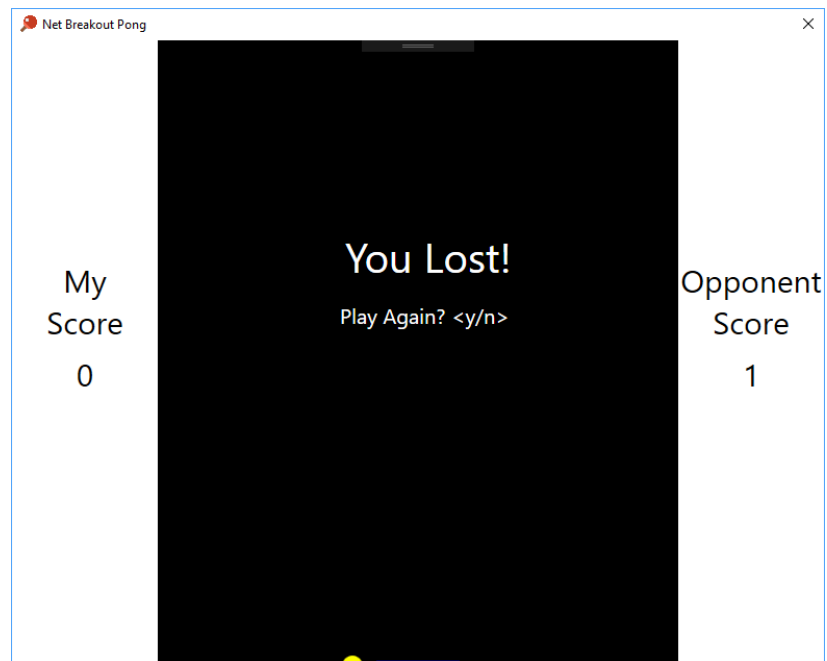 Net Breakout Pong
You Lost!
Play Again? <y/n>
My
Score
0
Opponent
Score
1